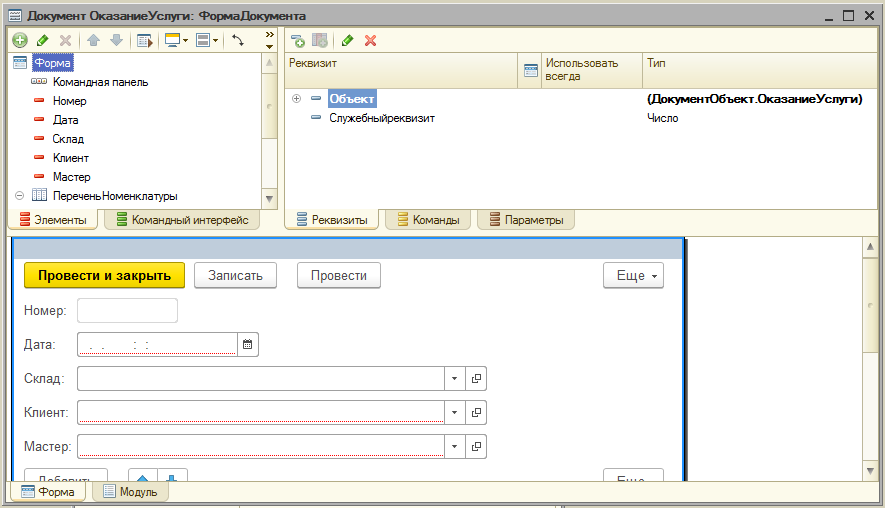 Документ ОказаниеУслуги: ФормаДокумента
Форма
Командная панель
Номер
Дата
Склад
Клиент
Мастер
ПереченьНоменклатуры
Элементы
Командный интерфейс
Реквизит
Использовать всегда
Тип
Объект
(ДокументОбъект.ОказаниеУслуги)
Служебныйреквизит
Число
Реквизиты
Команды
Параметры
Провести и закрыть
Записать
Провести
Еще
Номер:
Дата:
Склад:
Клиент:
Мастер:
Добавить
Еще
Форма
Модуль